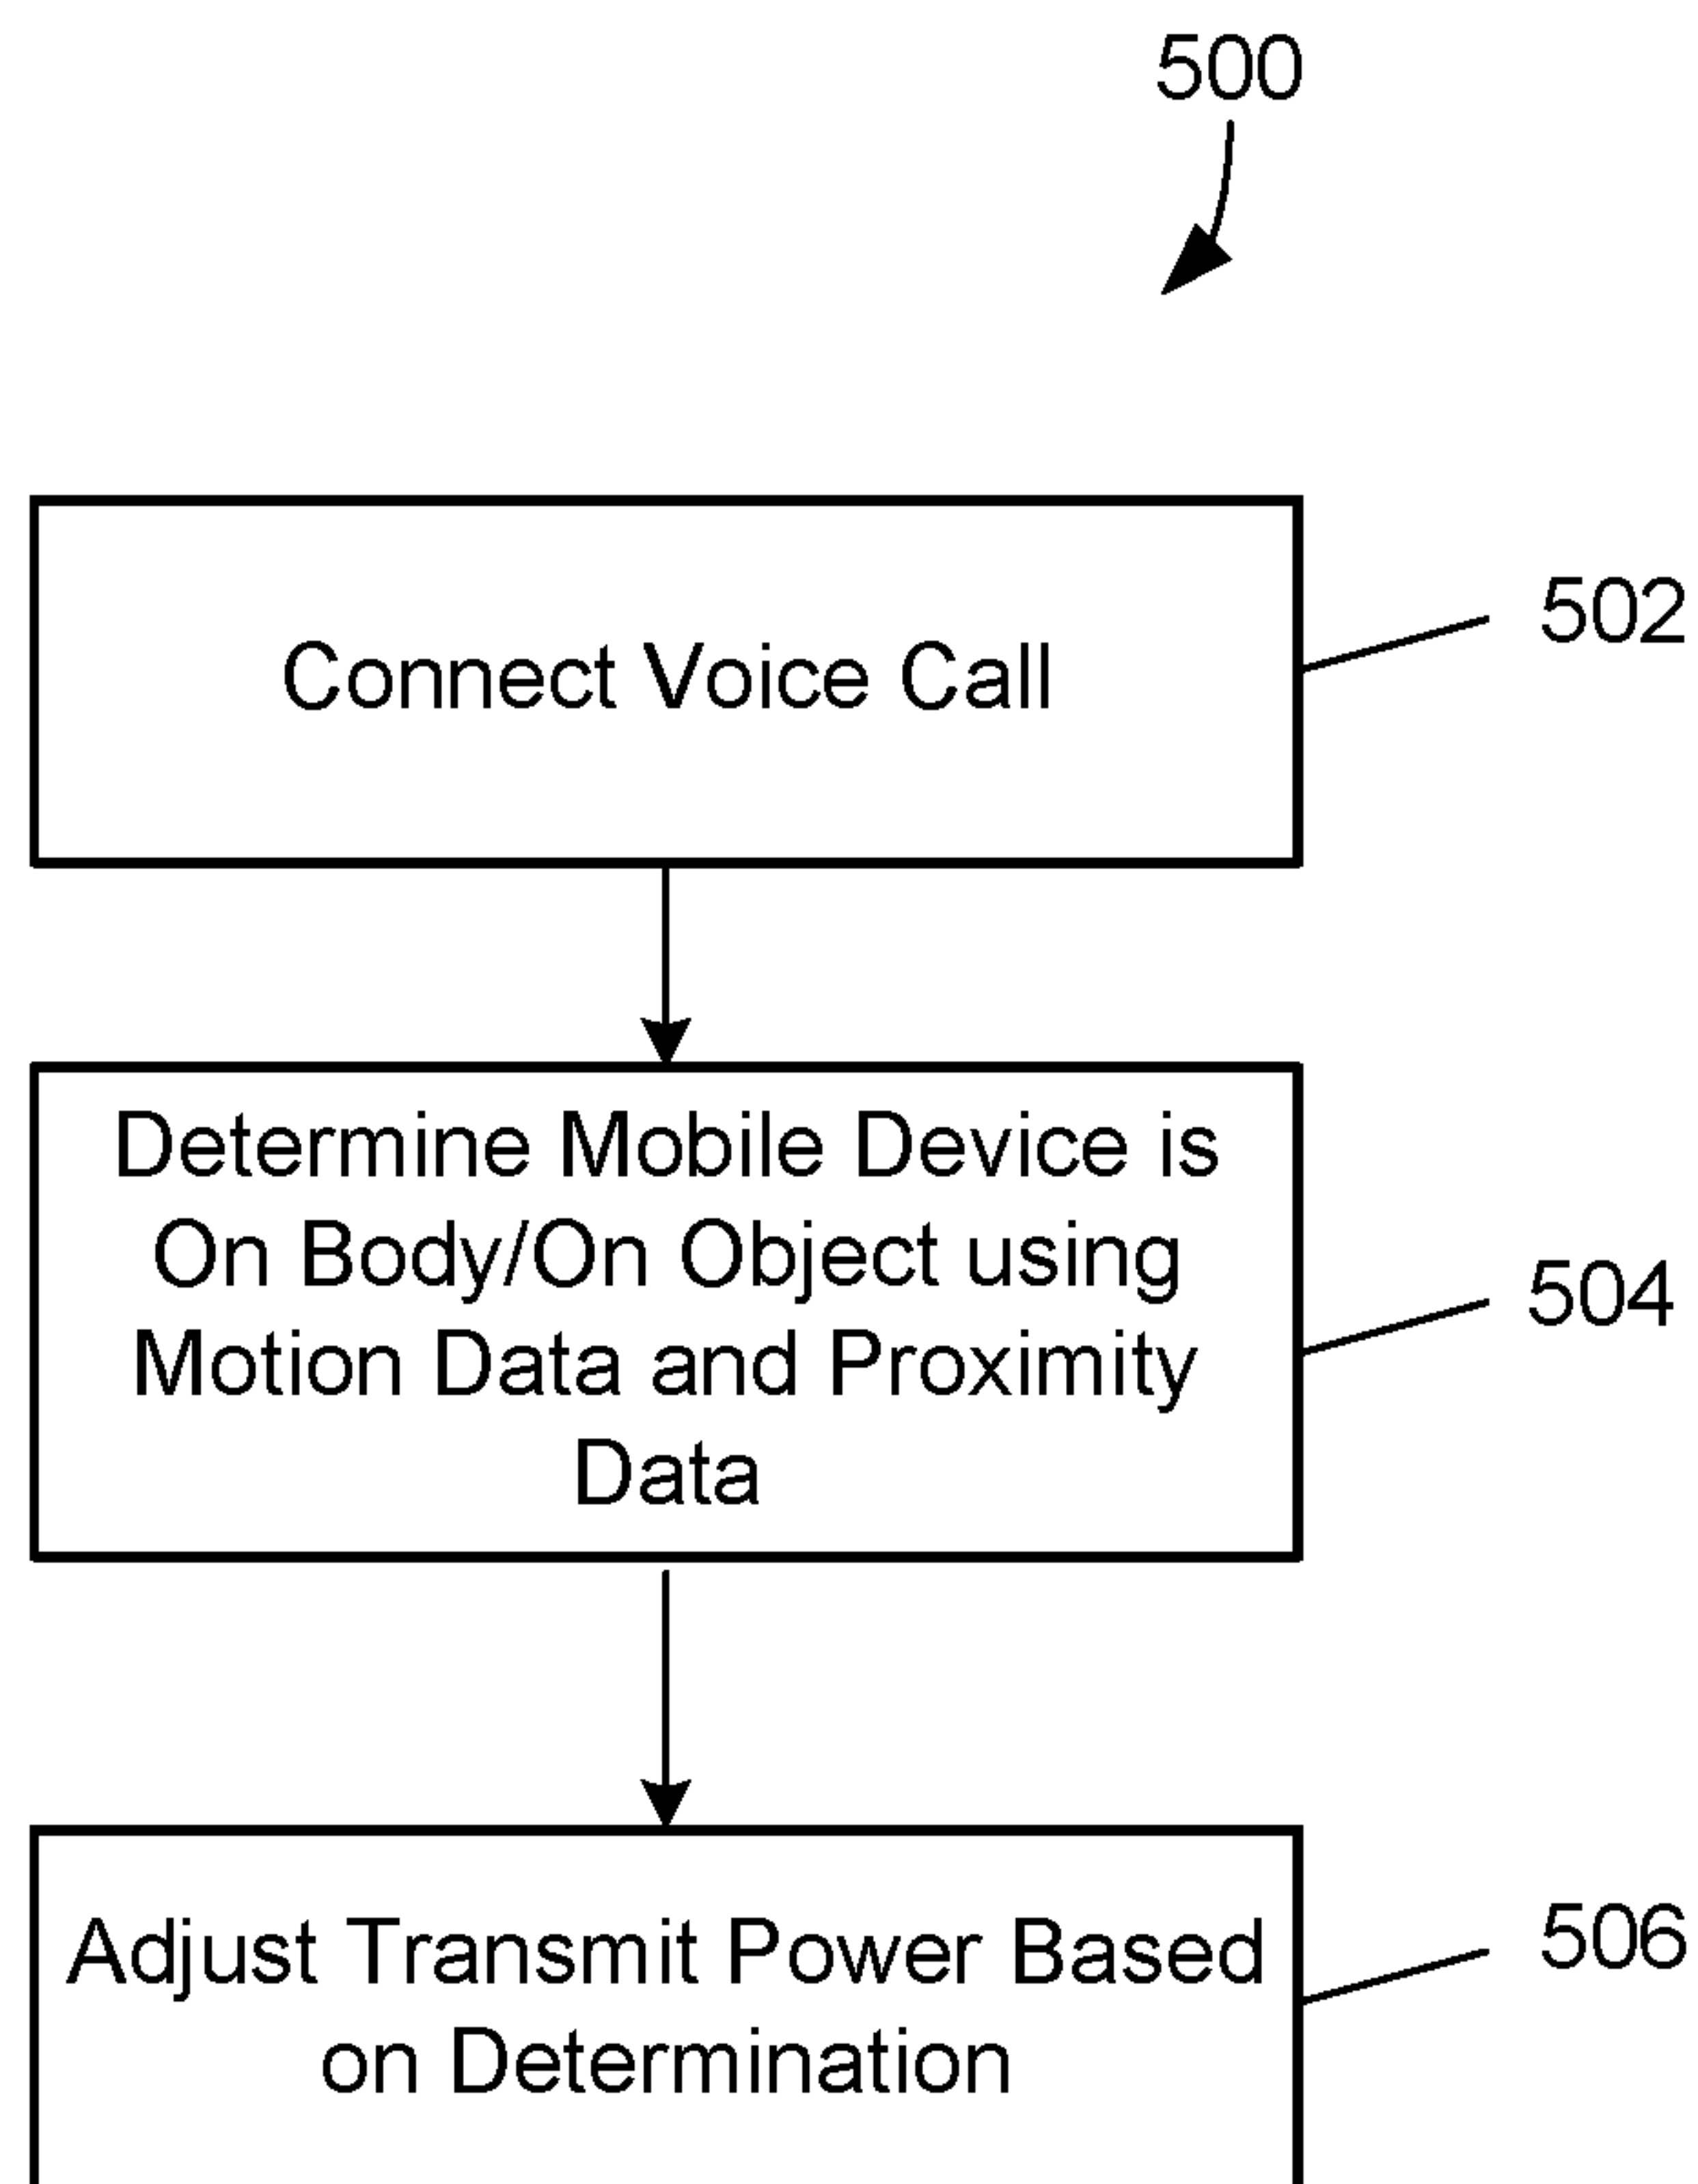 500
Connect Voice Call
502
Determine Mobile Device is
On Body/On Object using
Motion Data and Proximity
Data
504
Adjust Transmit Power Based
on Determination
506